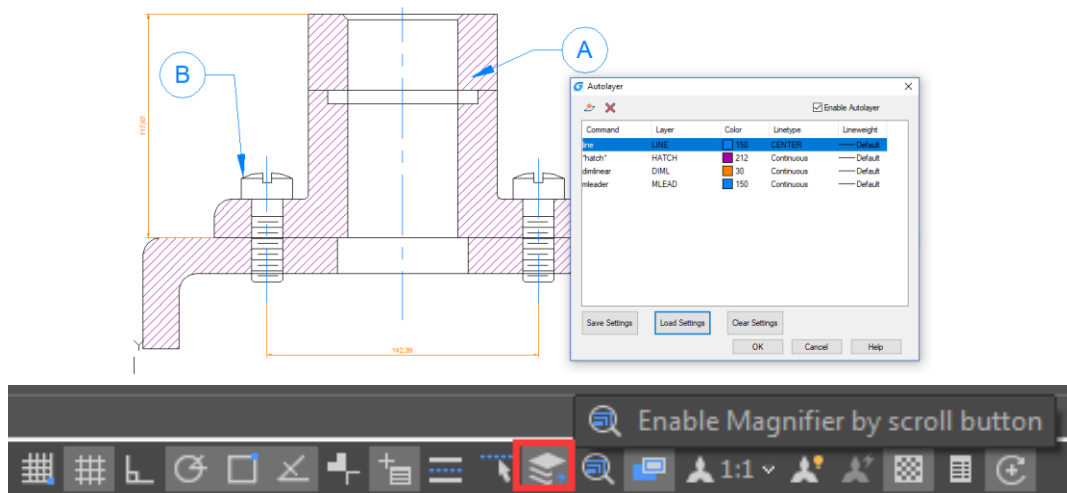 A
B
117,67
142,39
Y
Autolayer
Enable Autolayer
Command Layer Color Linetype Lineweight
line LINE 150 CENTER Default
"hatch" HATCH 212 Continuous Default
dimlinear DIML 30 Continuous Default
mleader MLEAD 150 Continuous Default
Save Settings Load Settings Clear Settings
OK Cancel Help
Enable Magnifier by scroll button
1:1